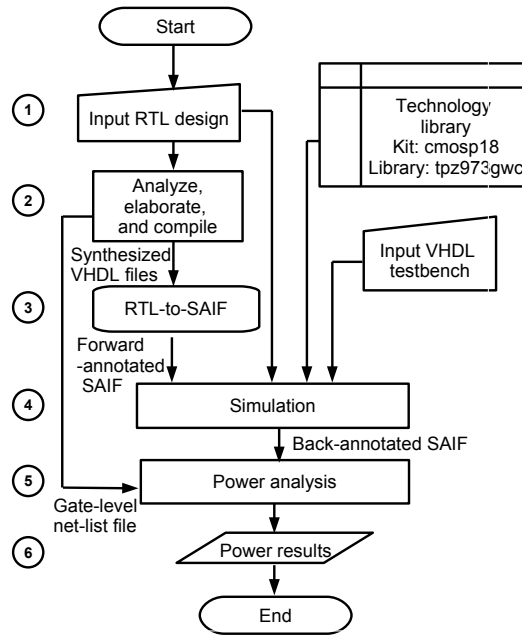 Start
1
Input RTL design
Technology
library
Kit: cmosp18
Library: tpz973gwc
2
Analyze,
elaborate,
and compile
Input VHDL
testbench
Synthesized
VHDL files
3
RTL-to-SAIF
Forward
-annotated
SAIF
4
Simulation
Back-annotated SAIF
5
Power analysis
Gate-level
net-list file
6
Power results
End